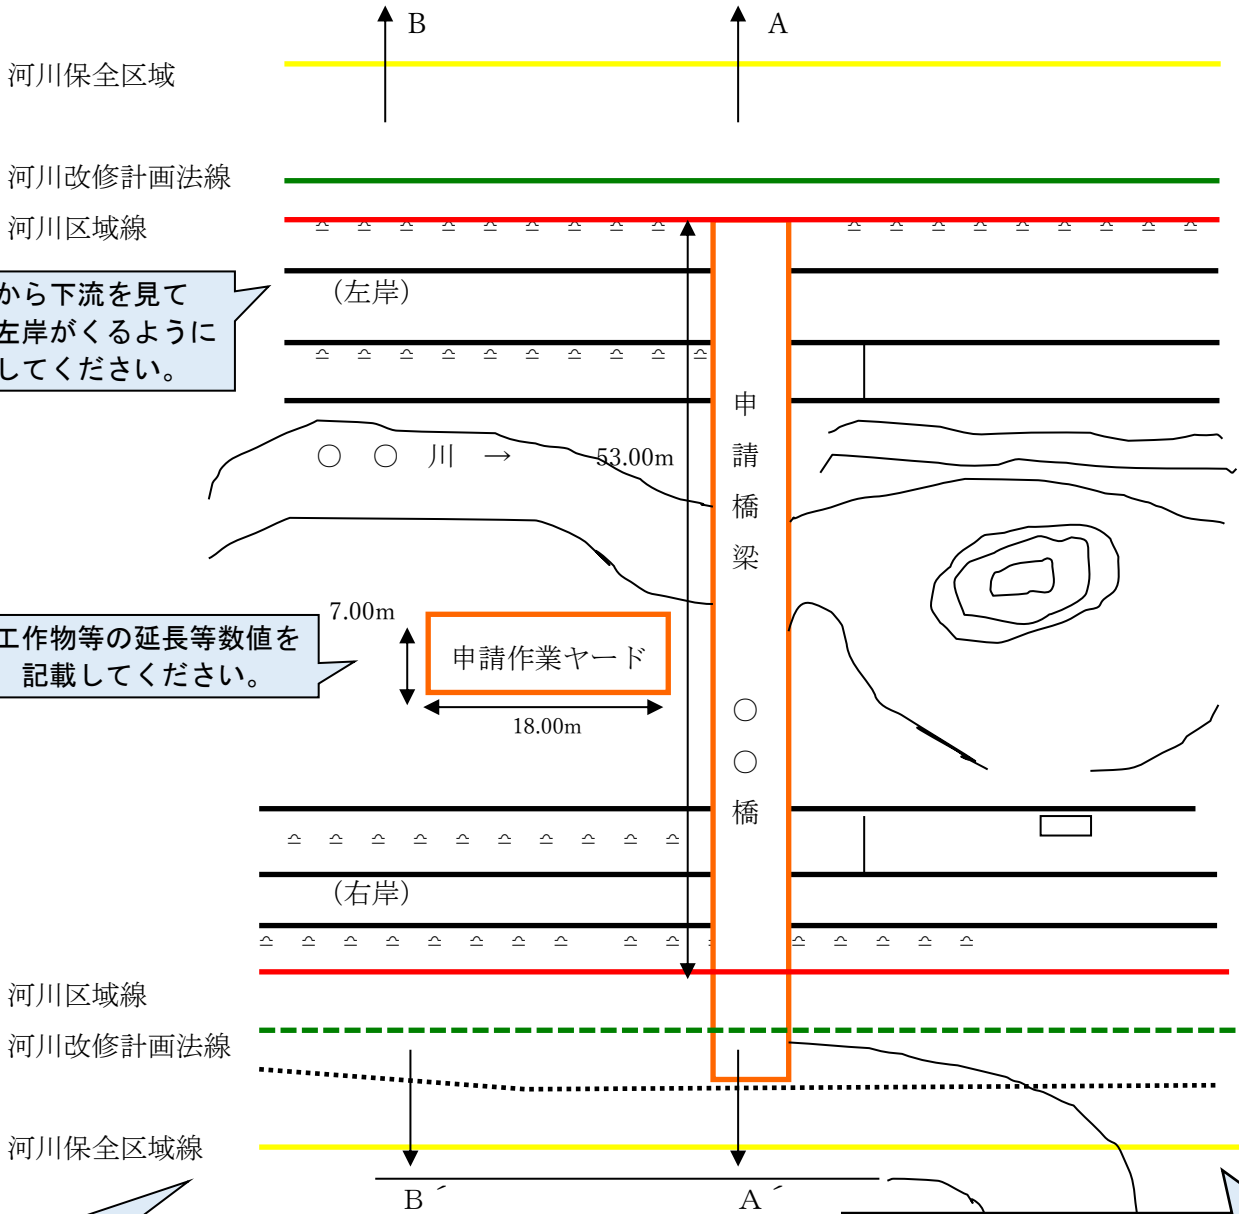 B
A
河川保全区域
河川改修計画法線
河川区域線
から下流を見て
左岸がくるように
してください。
（左岸）
○ ○ 川 →
53.00m
申請橋梁 ○○橋
7.00m
工作物等の延長等数値を
記載してください。
申請作業ヤード
18.00m
（右岸）
河川区域線
河川改修計画法線
河川保全区域線
B´
A´